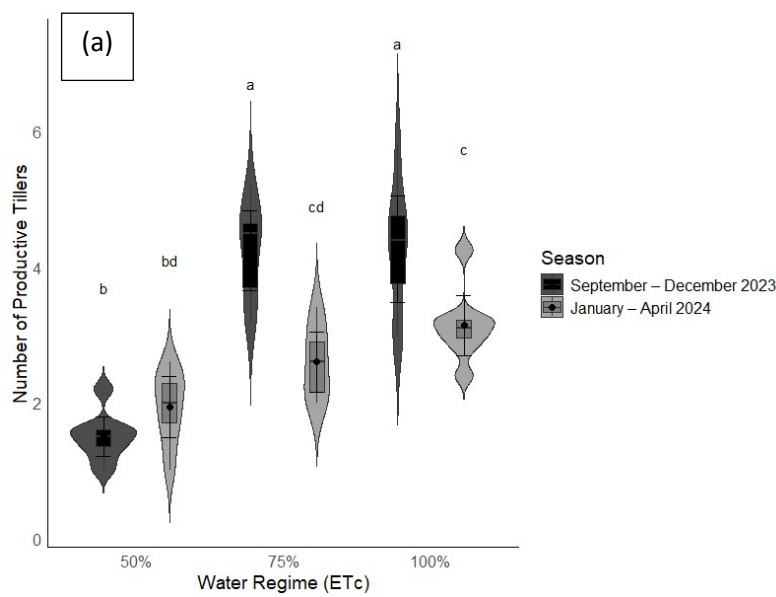 (a)
a
a
c
cd
bd
b
6
4
2
0
Number of Productive Tillers
50%
75%
100%
Water Regime (ETc)
Season
September – December 2023
January – April 2024